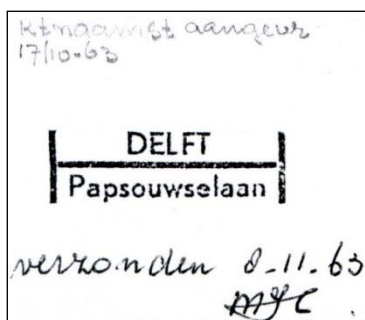 aangevr
17/10-63
DELFT
Papsouwselaan
verzonden 8-11-63